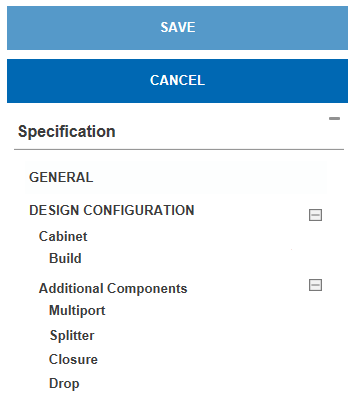 SAVE
CANCEL
Specification
GENERAL
DESIGN CONFIGURATION
Cabinet
Build
Additional Components
Multiport
Splitter
Closure
Drop